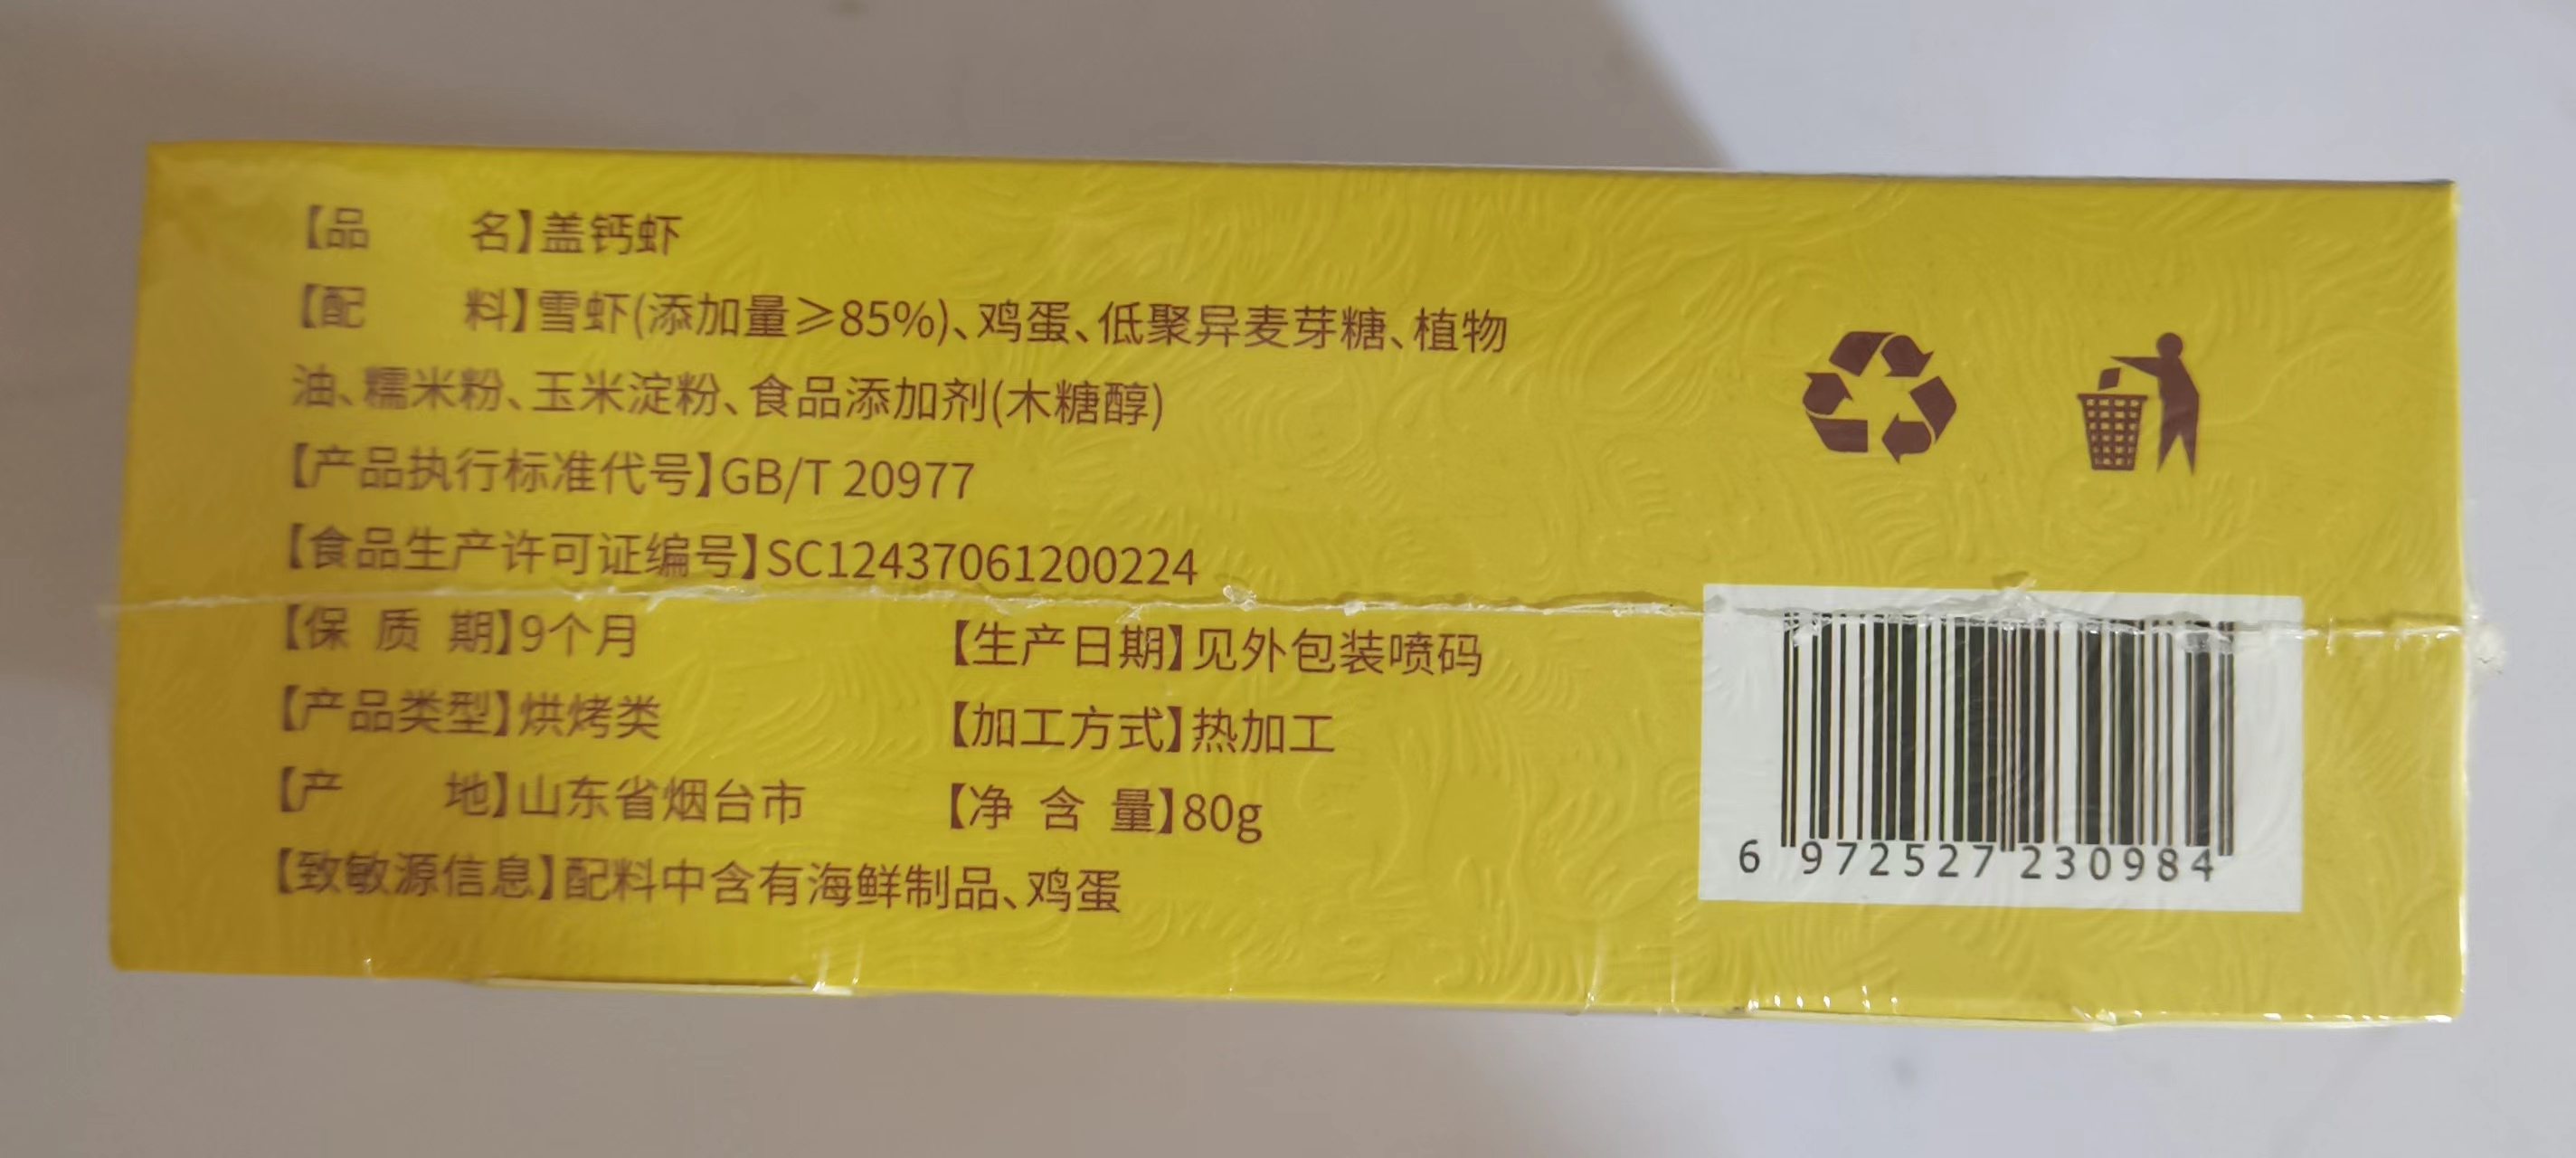 【品 名】盖钙虾
【配 料】雪虾(添加量≥85%)、鸡蛋、低聚异麦芽糖、植物
油、糯米粉、玉米淀粉、食品添加剂(木糖醇)
【产品执行标准代号】GB/T 20977
【食品生产许可证编号】SC12437061200224
【保 质 期】9个月 【生产日期】见外包装喷码
【产品类型】烘烤类 【加工方式】热加工
【产 地】山东省烟台市 【净 含 量】80g
【致敏源信息】配料中含有海鲜制品、鸡蛋
6 972527 230984